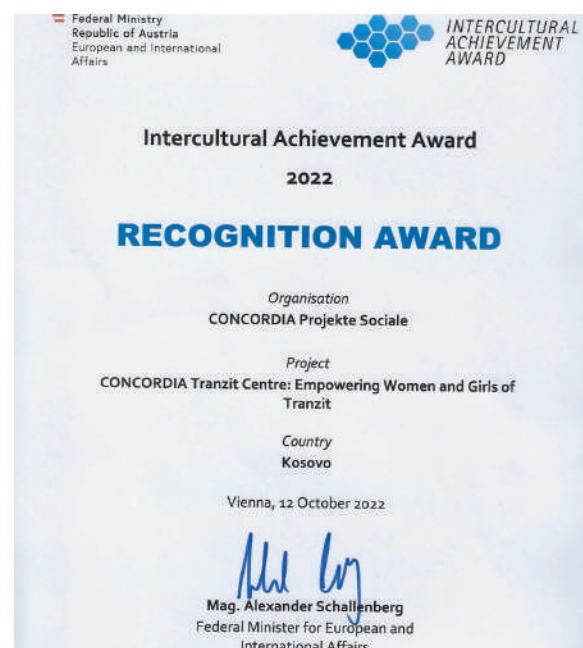 Federal Ministry
Republic of Austria
European and International
Affairs
INTERCULTURAL
ACHIEVEMENT
AWARD
Intercultural Achievement Award
2022
RECOGNITION AWARD
Organisation
CONCORDIA Projekte Sociale
Project
CONCORDIA Tranzit Centre: Empowering Women and Girls of
Tranzit
Country
Kosovo
Vienna, 12 October 2022
Mag. Alexander Schallenberg
Federal Minister for European and
International Affairs